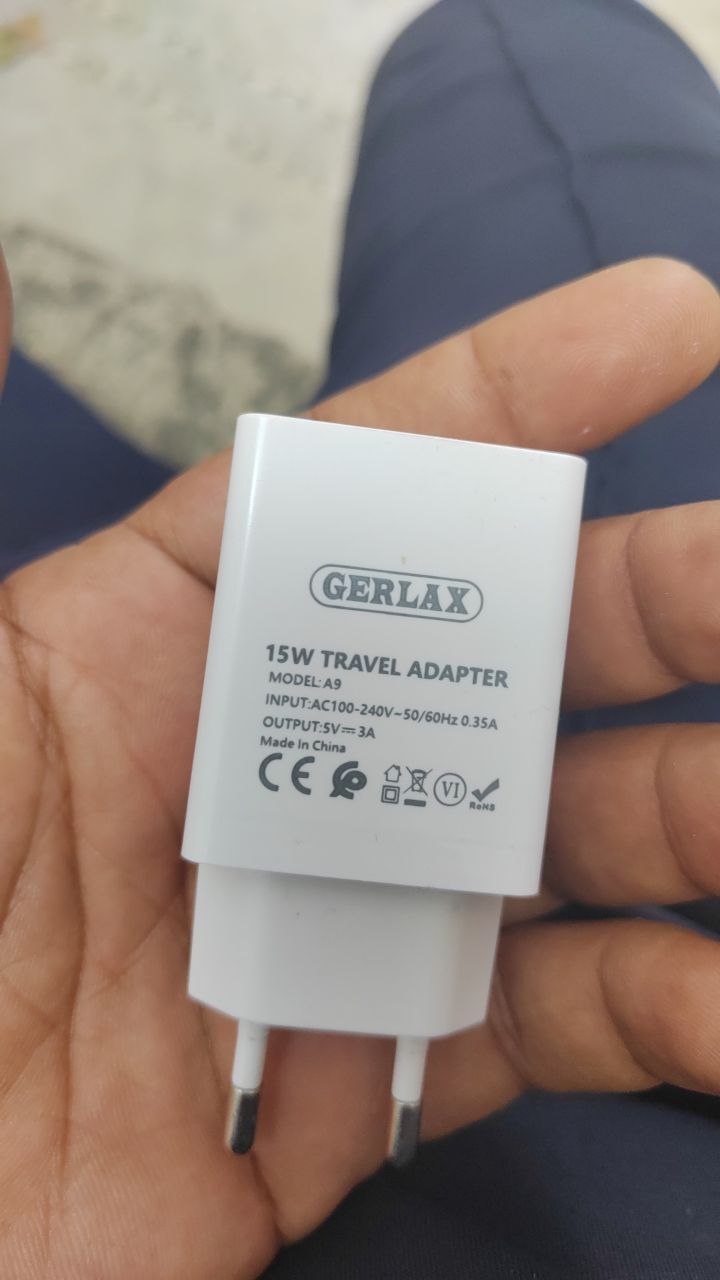 GERLAX
15W TRAVEL ADAPTER
MODEL:A9
INPUT:AC100-240V~50/60Hz 0.35A
OUTPUT:5V⎓3A
Made In China
CE VI RoHS